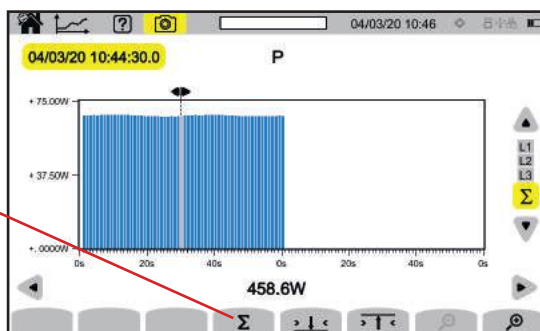 ?
04/03/20 10:46
04/03/20 10:44:30.0
P
+ 75.00W
+ 37.50W
+.0000W
0s 20s 40s 0s 20s 40s 0s
L1
L2
L3
Σ
458.6W
Σ